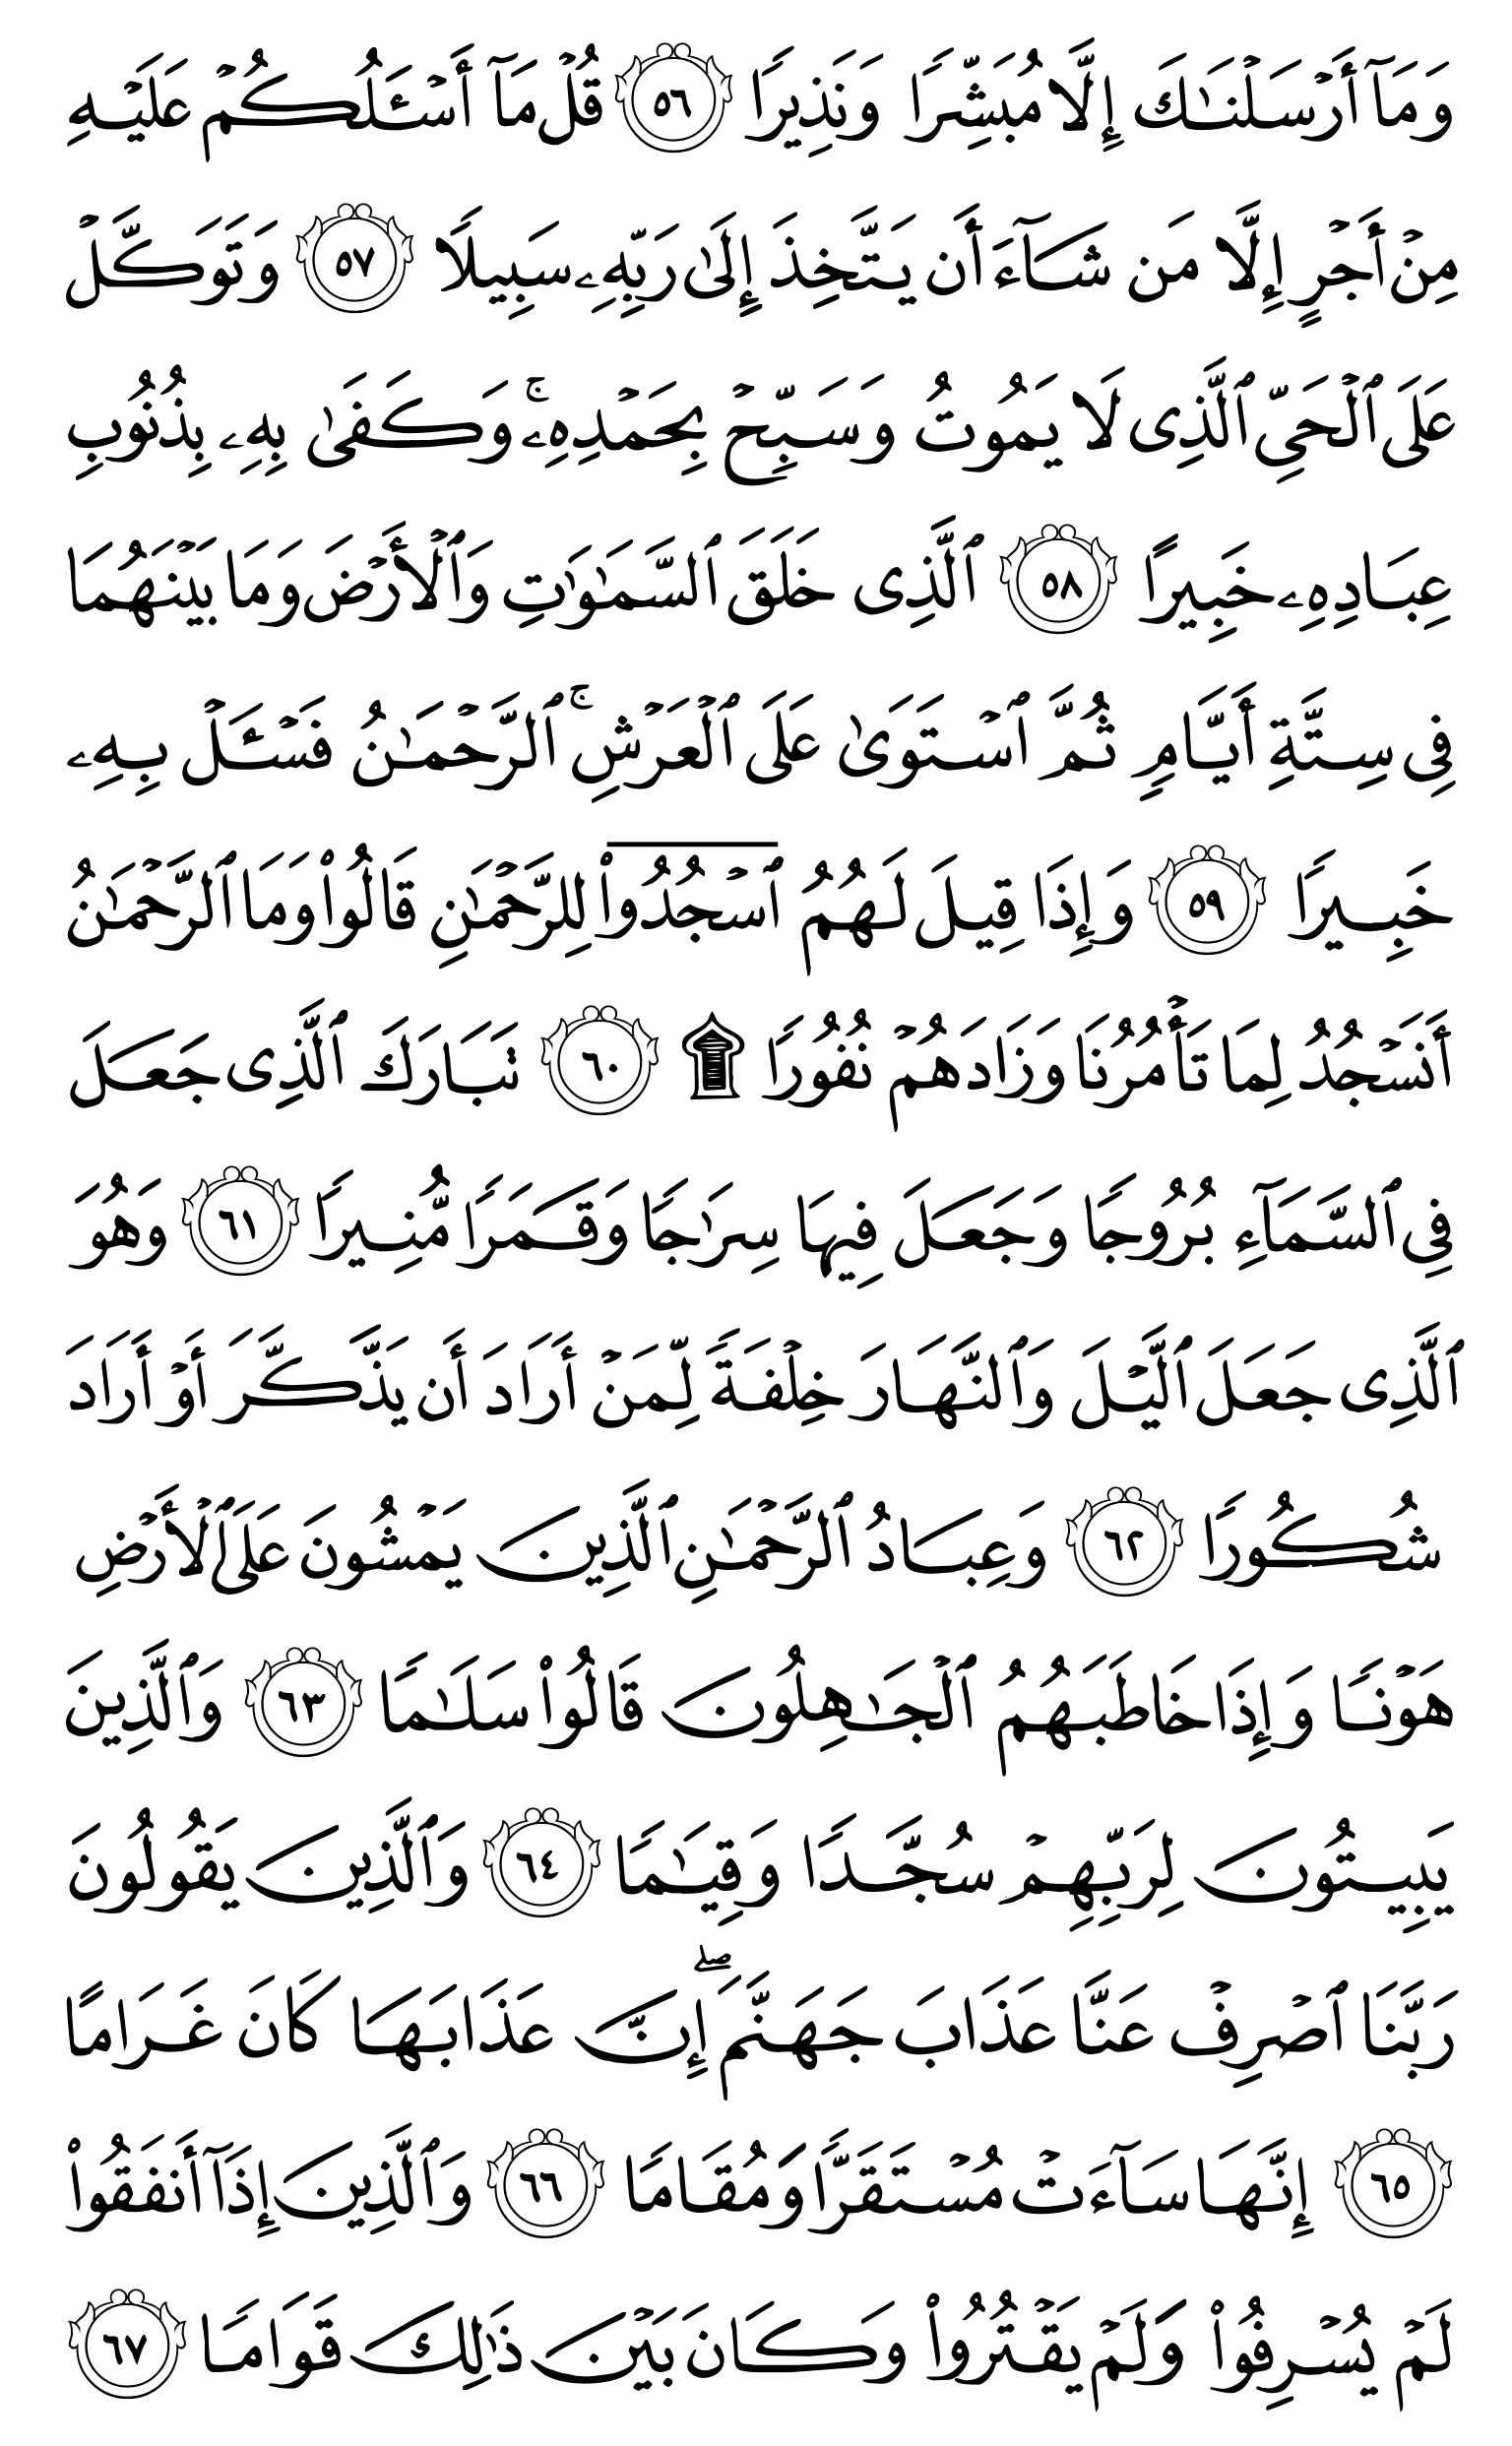 وَمَآ أَرۡسَلۡنَٰكَ إِلَّا مُبَشِّرٗا وَنَذِيرٗا ٥٦ قُلۡ مَآ أَسۡـَٔلُكُمۡ عَلَيۡهِ
مِنۡ أَجۡرٍ إِلَّا مَن شَآءَ أَن يَتَّخِذَ إِلَىٰ رَبِّهِۦ سَبِيلٗا ٥٧ وَتَوَكَّلۡ
عَلَى ٱلۡحَيِّ ٱلَّذِي لَا يَمُوتُ وَسَبِّحۡ بِحَمۡدِهِۦۚ وَكَفَىٰ بِهِۦ بِذُنُوبِ
عِبَادِهِۦ خَبِيرًا ٥٨ ٱلَّذِي خَلَقَ ٱلسَّمَٰوَٰتِ وَٱلۡأَرۡضَ وَمَا بَيۡنَهُمَا
فِي سِتَّةِ أَيَّامٖ ثُمَّ ٱسۡتَوَىٰ عَلَى ٱلۡعَرۡشِۚ ٱلرَّحۡمَٰنُ فَسۡـَٔلۡ بِهِۦ
خَبِيرٗا ٥٩ وَإِذَا قِيلَ لَهُمُ ٱسۡجُدُواْۤ لِلرَّحۡمَٰنِ قَالُواْ وَمَا ٱلرَّحۡمَٰنُ
أَنَسۡجُدُ لِمَا تَأۡمُرُنَا وَزَادَهُمۡ نُفُورٗا ۩ ٦٠ تَبَارَكَ ٱلَّذِي جَعَلَ
فِي ٱلسَّمَآءِ بُرُوجٗا وَجَعَلَ فِيهَا سِرَٰجٗا وَقَمَرٗا مُّنِيرٗا ٦١ وَهُوَ
ٱلَّذِي جَعَلَ ٱلَّيۡلَ وَٱلنَّهَارَ خِلۡفَةٗ لِّمَنۡ أَرَادَ أَن يَذَّكَّرَ أَوۡ أَرَادَ
شُكُورٗا ٦٢ وَعِبَادُ ٱلرَّحۡمَٰنِ ٱلَّذِينَ يَمۡشُونَ عَلَى ٱلۡأَرۡضِ
هَوۡنٗا وَإِذَا خَاطَبَهُمُ ٱلۡجَٰهِلُونَ قَالُواْ سَلَٰمٗا ٦٣ وَٱلَّذِينَ
يَبِيتُونَ لِرَبِّهِمۡ سُجَّدٗا وَقِيَٰمٗا ٦٤ وَٱلَّذِينَ يَقُولُونَ
رَبَّنَا ٱصۡرِفۡ عَنَّا عَذَابَ جَهَنَّمَۖ إِنَّ عَذَابَهَا كَانَ غَرَامًا
٦٥ إِنَّهَا سَآءَتۡ مُسۡتَقَرّٗا وَمُقَامٗا ٦٦ وَٱلَّذِينَ إِذَآ أَنفَقُواْ
لَمۡ يُسۡرِفُواْ وَلَمۡ يَقۡتُرُواْ وَكَانَ بَيۡنَ ذَٰلِكَ قَوَامٗا ٦٧